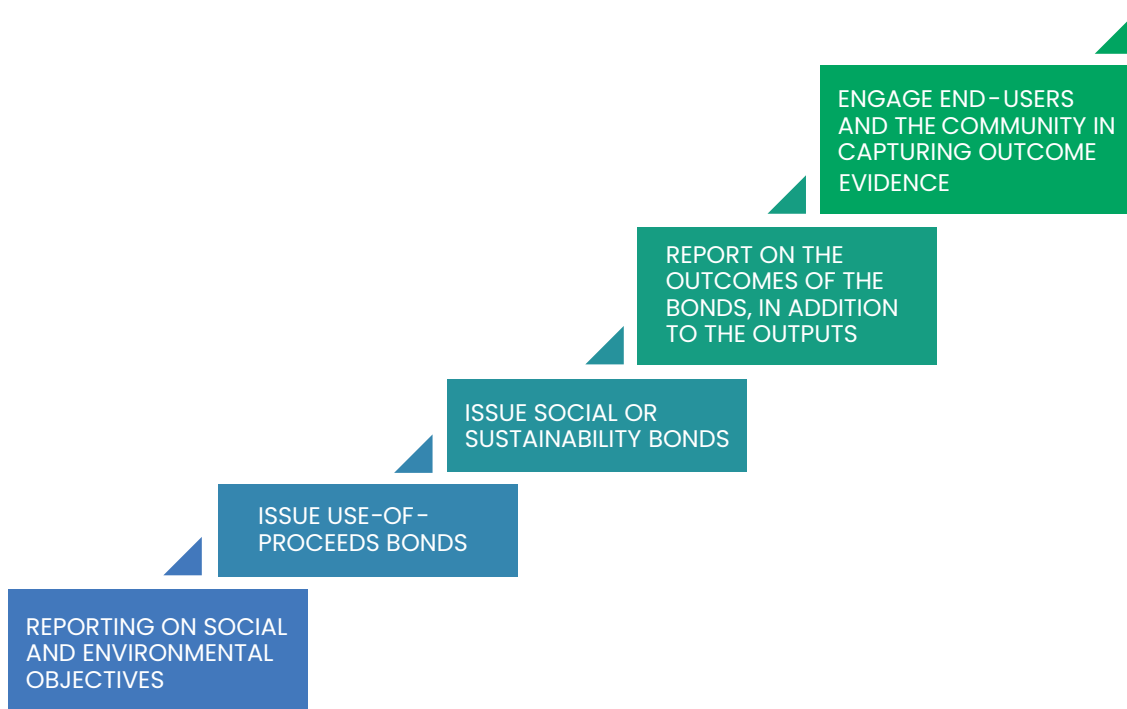 ENGAGE END-USERS
AND THE COMMUNITY IN
CAPTURING OUTCOME
EVIDENCE
REPORT ON THE
OUTCOMES OF THE
BONDS, IN ADDITION
TO THE OUTPUTS
ISSUE SOCIAL OR
SUSTAINABILITY BONDS
ISSUE USE-OF-
PROCEEDS BONDS
REPORTING ON SOCIAL
AND ENVIRONMENTAL
OBJECTIVES